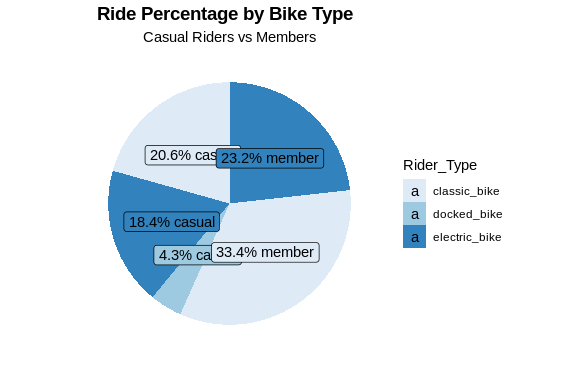 Ride Percentage by Bike Type
Casual Riders vs Members
20.6% cas
23.2% member
18.4% casual
4.3% ca
33.4% member
Rider_Type
a classic_bike
a docked_bike
a electric_bike